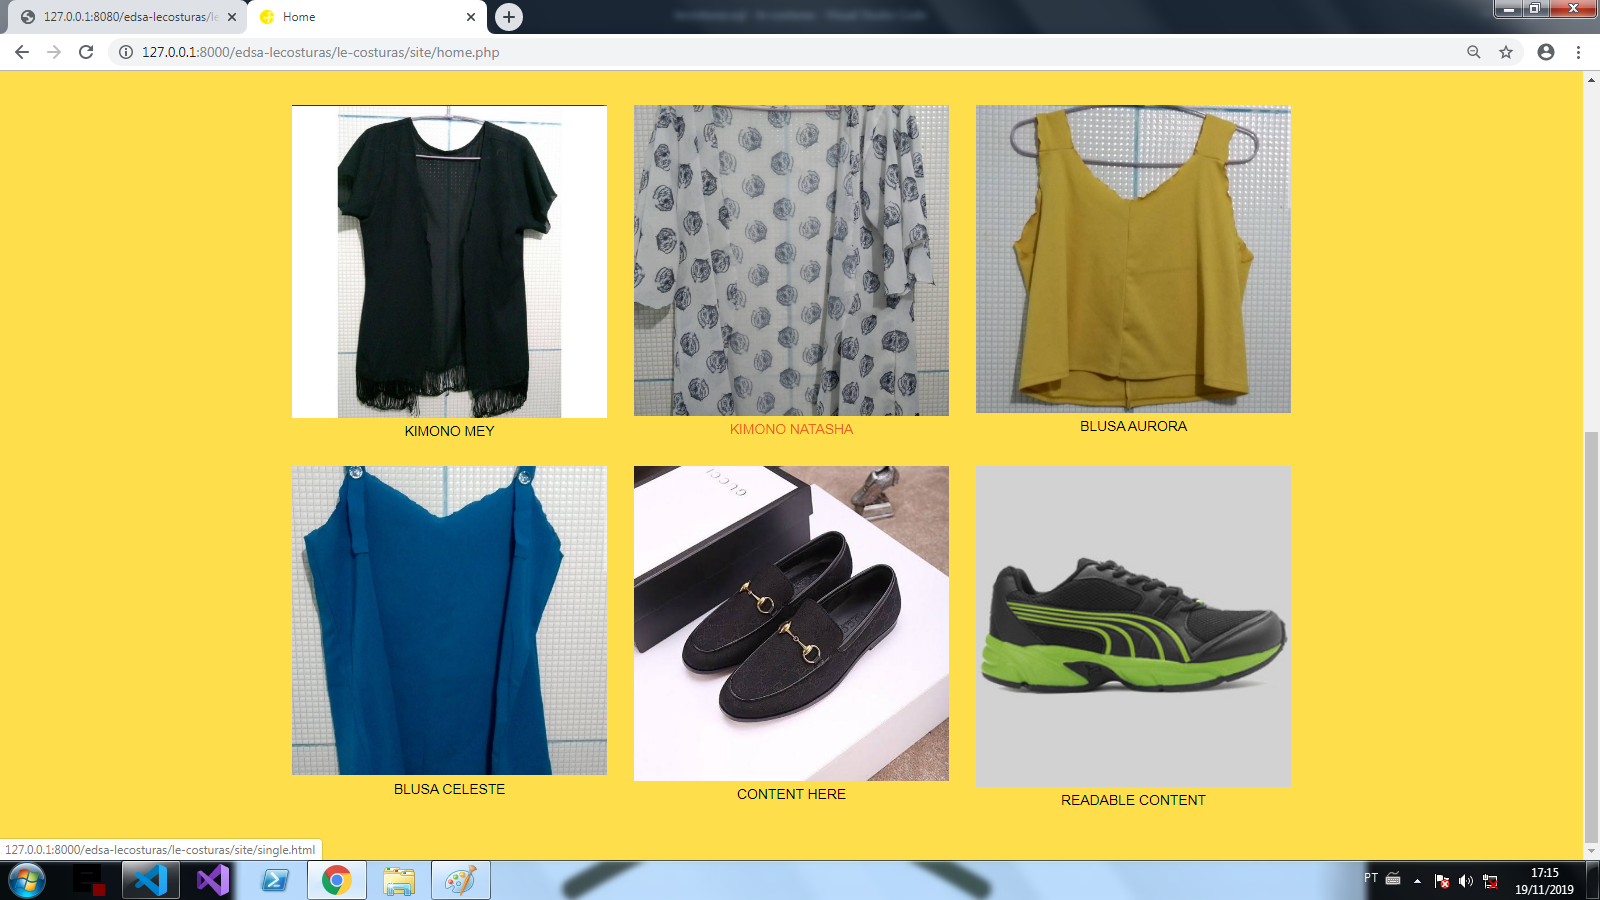 127.0.0.1:8080/edsa-lecosturas/le
Home
127.0.0.1:8000/edsa-lecosturas/le-costuras/site/home.php
KIMONO MEY
KIMONO NATASHA
BLUSA AURORA
GUCCI
BLUSA CELESTE
CONTENT HERE
READABLE CONTENT
127.0.0.1:8000/edsa-lecosturas/le-costuras/site/single.html
PT
17:15
19/11/2019